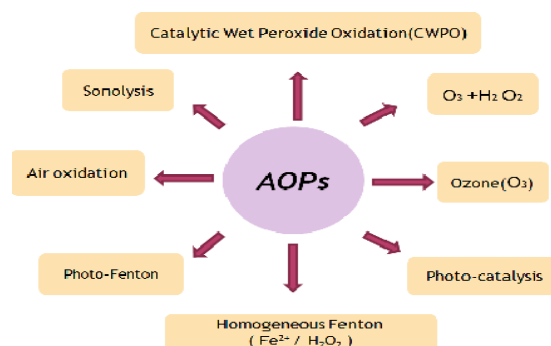 Catalytic Wet Peroxide Oxidation(CWPO)
Sonolysis
O₃ +H₂ O₂
Air oxidation
AOPs
Ozone(O₃)
Photo-Fenton
Photo-catalysis
Homogeneous Fenton
( Fe²⁺ / H₂O₂ )